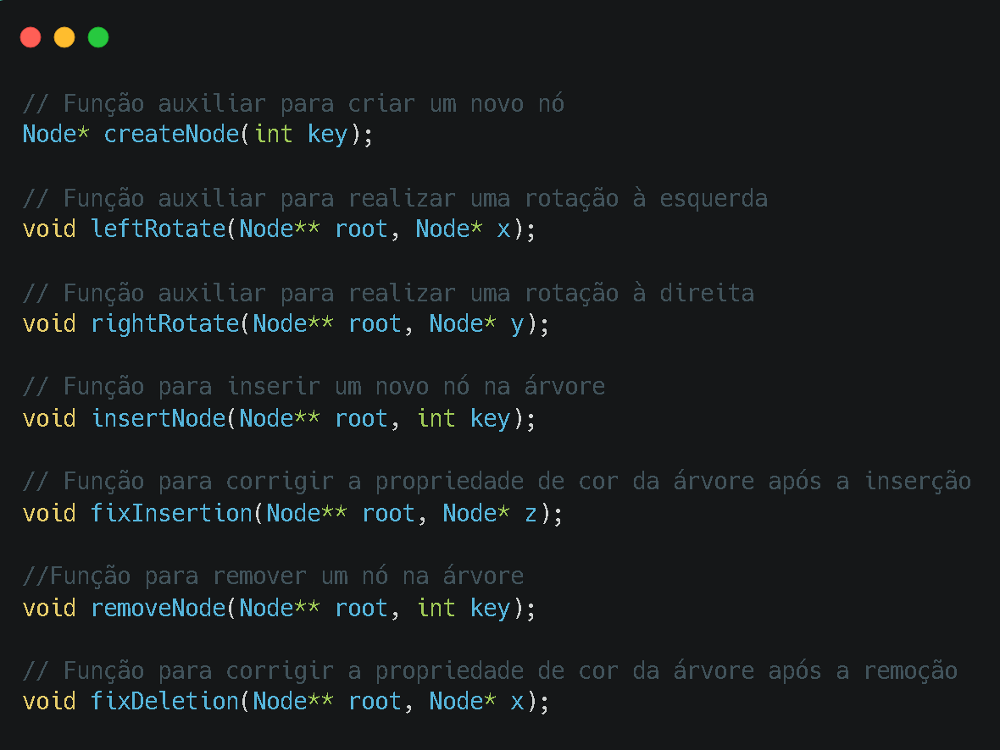 // Função auxiliar para criar um novo nó
Node* createNode(int key);
// Função auxiliar para realizar uma rotação à esquerda
void leftRotate(Node** root, Node* x);
// Função auxiliar para realizar uma rotação à direita
void rightRotate(Node** root, Node* y);
// Função para inserir um novo nó na árvore
void insertNode(Node** root, int key);
// Função para corrigir a propriedade de cor da árvore após a inserção
void fixInsertion(Node** root, Node* z);
//Função para remover um nó na árvore
void removeNode(Node** root, int key);
// Função para corrigir a propriedade de cor da árvore após a remoção
void fixDeletion(Node** root, Node* x);